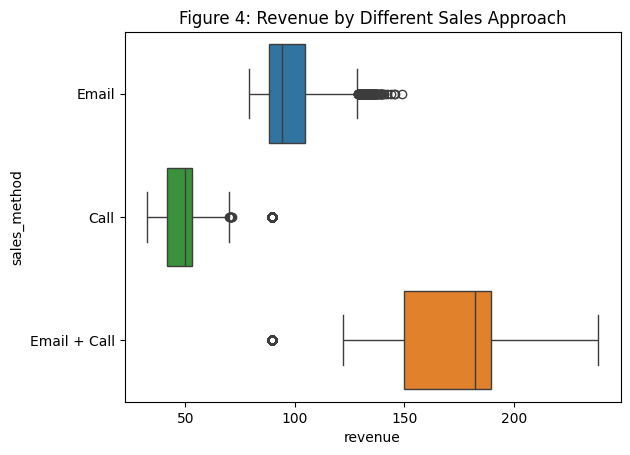 Figure 4: Revenue by Different Sales Approach
sales_method
Email
Call
Email + Call
50 100 150 200
revenue